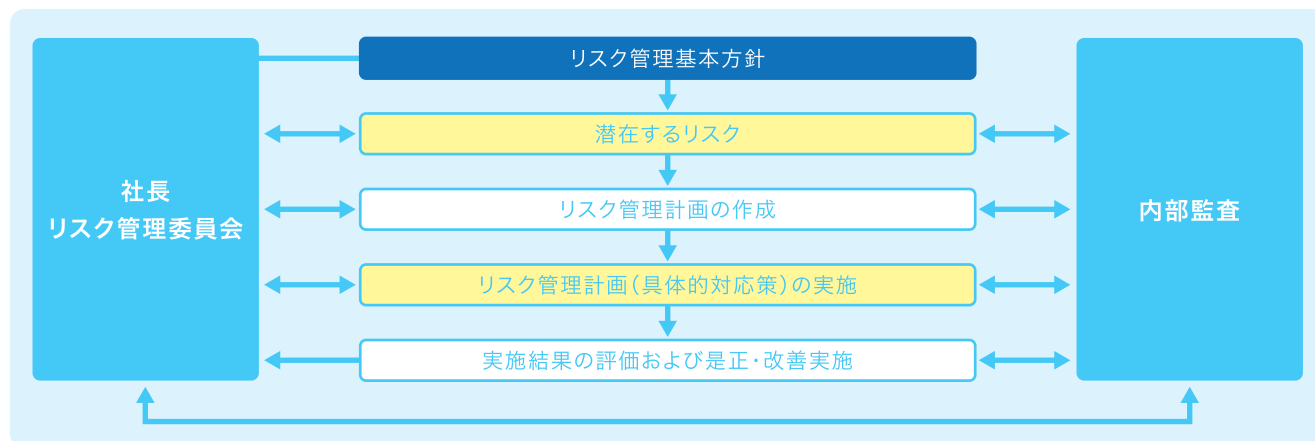 リスク管理基本方針
潜在するリスク
社長
リスク管理委員会
リスク管理計画の作成
内部監査
リスク管理計画(具体的対応策)の実施
実施結果の評価および是正・改善実施